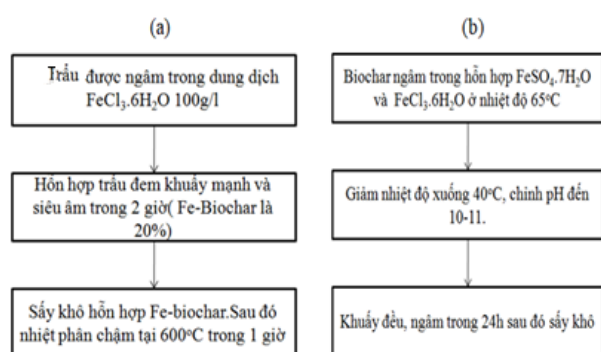 (a)
Trấu được ngâm trong dung dịch
FeCl₃.6H₂O 100g/l
Hỗn hợp trấu đem khuấy mạnh và
siêu âm trong 2 giờ( Fe-Biochar là
20%)
Sấy khô hỗn hợp Fe-biochar.Sau đó
nhiệt phân chậm tại 600°C trong 1 giờ
(b)
Biochar ngâm trong hỗn hợp FeSO₄.7H₂O
và FeCl₃.6H₂O ở nhiệt độ 65°C
Giảm nhiệt độ xuống 40°C, chỉnh pH đến
10-11.
Khuấy đều, ngâm trong 24h sau đó sấy khô